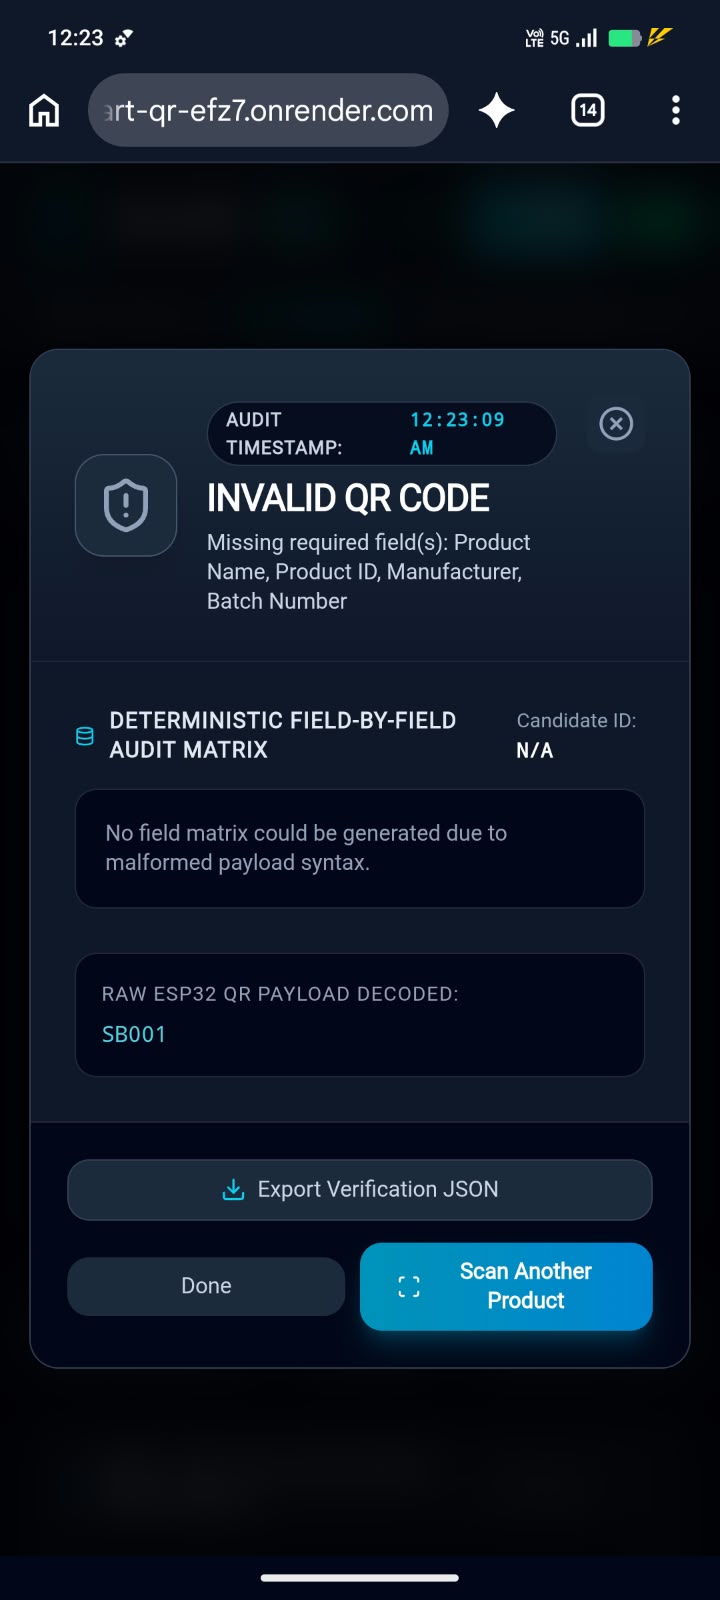 12:23
Vo)) LTE 5G
art-qr-efz7.onrender.com
14
AUDIT TIMESTAMP:
12:23:09 AM
INVALID QR CODE
Missing required field(s): Product
Name, Product ID, Manufacturer,
Batch Number
DETERMINISTIC FIELD-BY-FIELD
AUDIT MATRIX
Candidate ID:
N/A
No field matrix could be generated due to
malformed payload syntax.
RAW ESP32 QR PAYLOAD DECODED:
SB001
Export Verification JSON
Done
Scan Another
Product